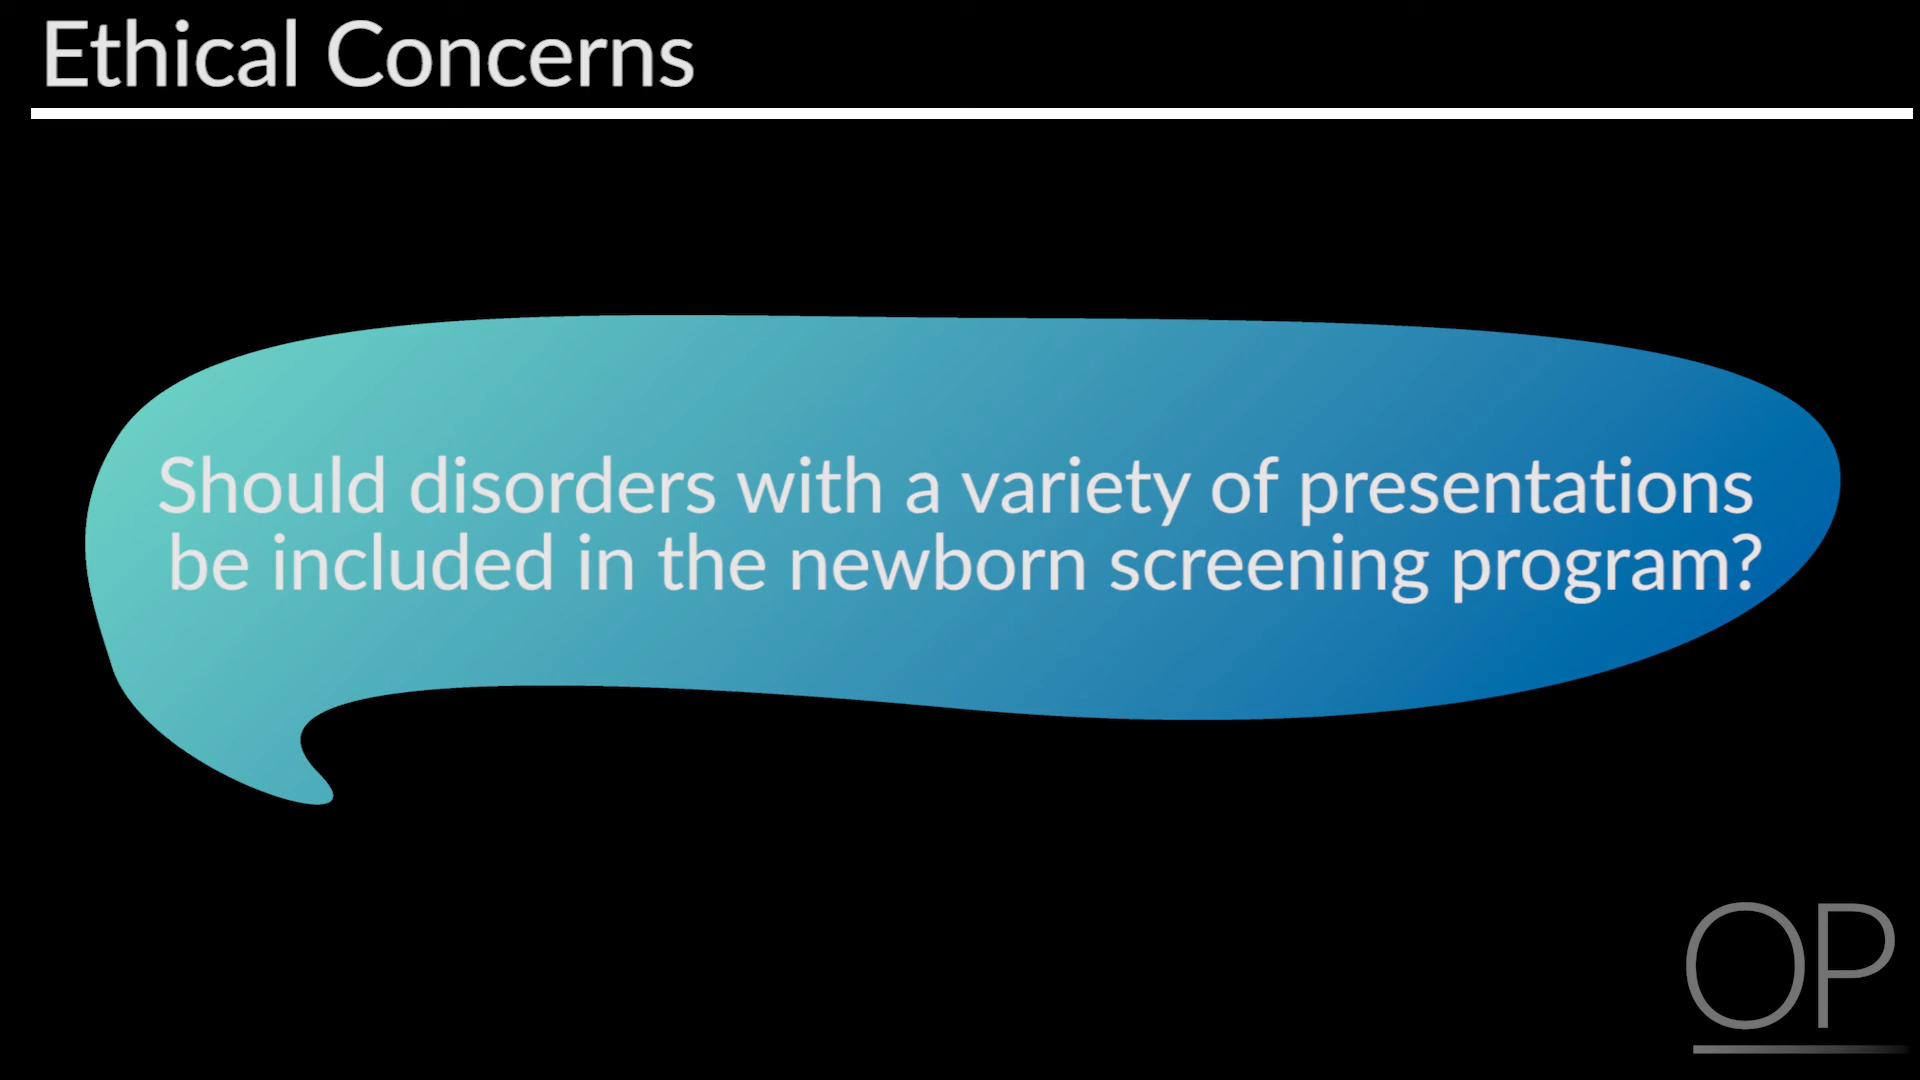 Ethical Concerns
Should disorders with a variety of presentations
be included in the newborn screening program?
OP